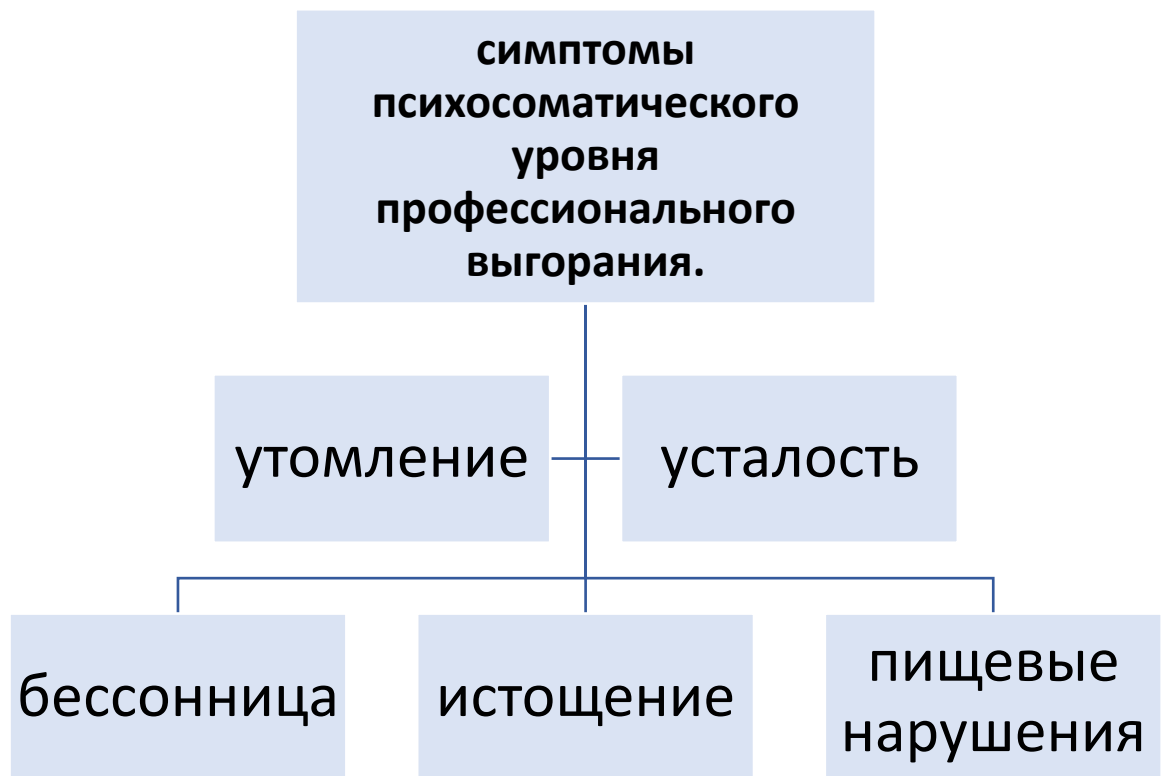 симптомы
психосоматического
уровня
профессионального
выгорания.
утомление
усталость
бессонница
истощение
пищевые
нарушения